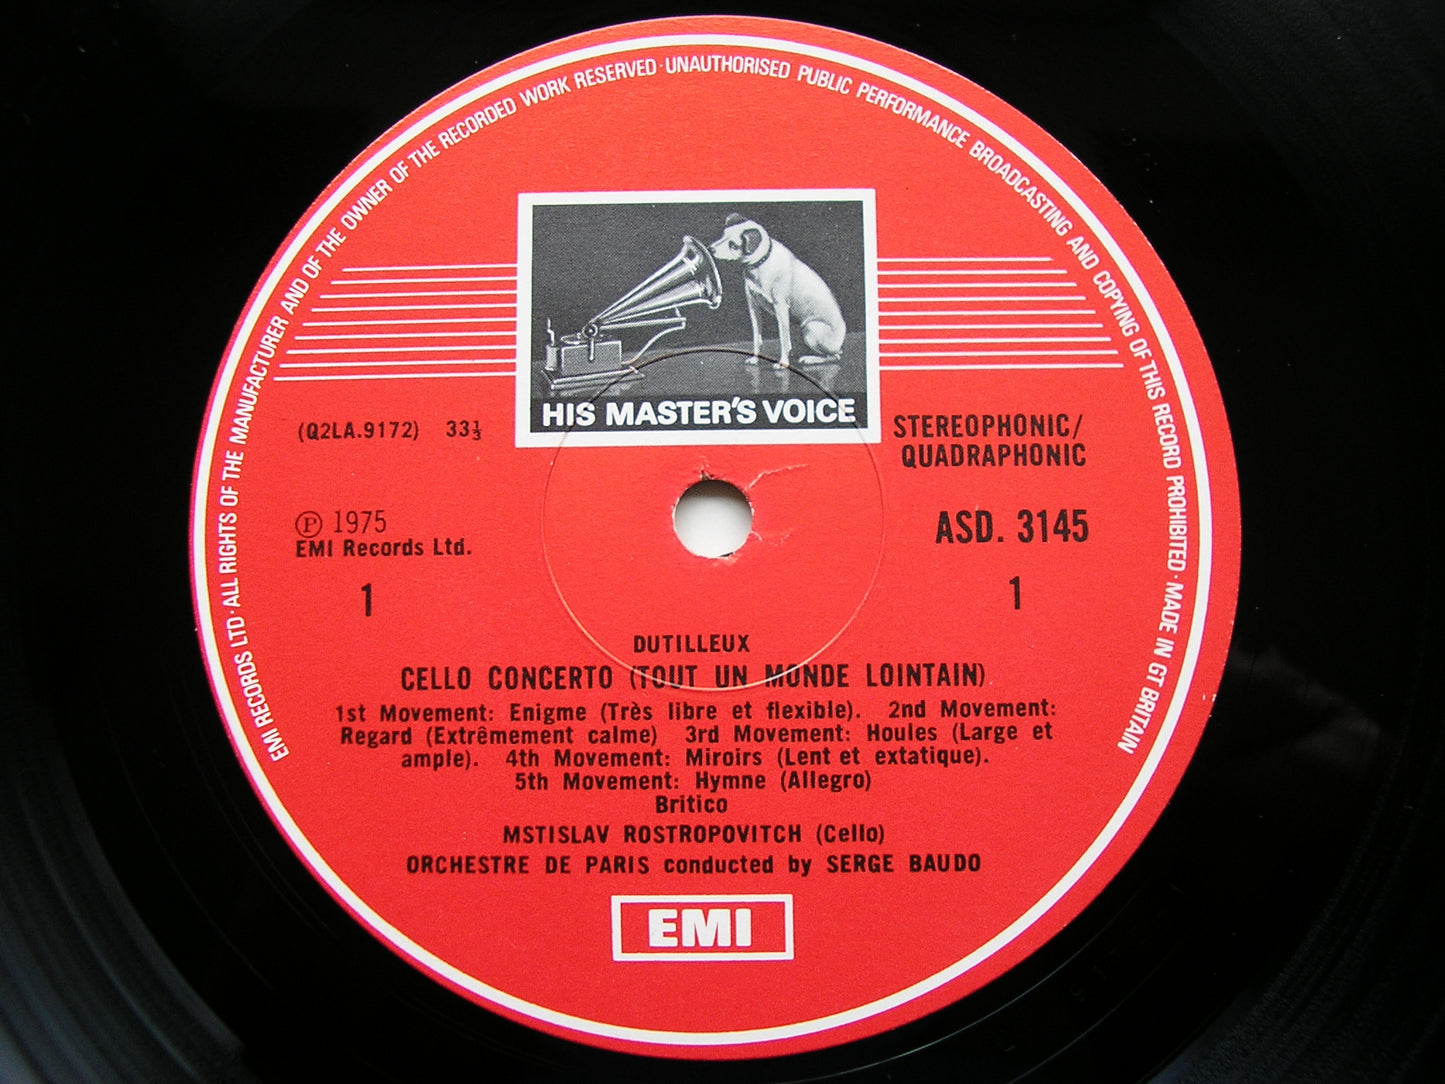 EMI RECORDS LTD · ALL RIGHTS OF THE MANUFACTURER AND OF THE OWNER OF THE RECORDED WORK RESERVED · UNAUTHORISED PUBLIC PERFORMANCE BROADCASTING AND COPYING OF THIS RECORD PROHIBITED · MADE IN GT BRITAIN
HIS MASTER'S VOICE
(Q2LA.9172) 33⅓
STEREOPHONIC/
QUADRAPHONIC
Ⓟ 1975
EMI Records Ltd.
ASD. 3145
1
1
DUTILLEUX
CELLO CONCERTO (TOUT UN MONDE LOINTAIN)
1st Movement: Enigme (Très libre et flexible). 2nd Movement:
Regard (Extrêmement calme) 3rd Movement: Houles (Large et
ample). 4th Movement: Miroirs (Lent et extatique).
5th Movement: Hymne (Allegro)
Britico
MSTISLAV ROSTROPOVITCH (Cello)
ORCHESTRE DE PARIS conducted by SERGE BAUDO
EMI